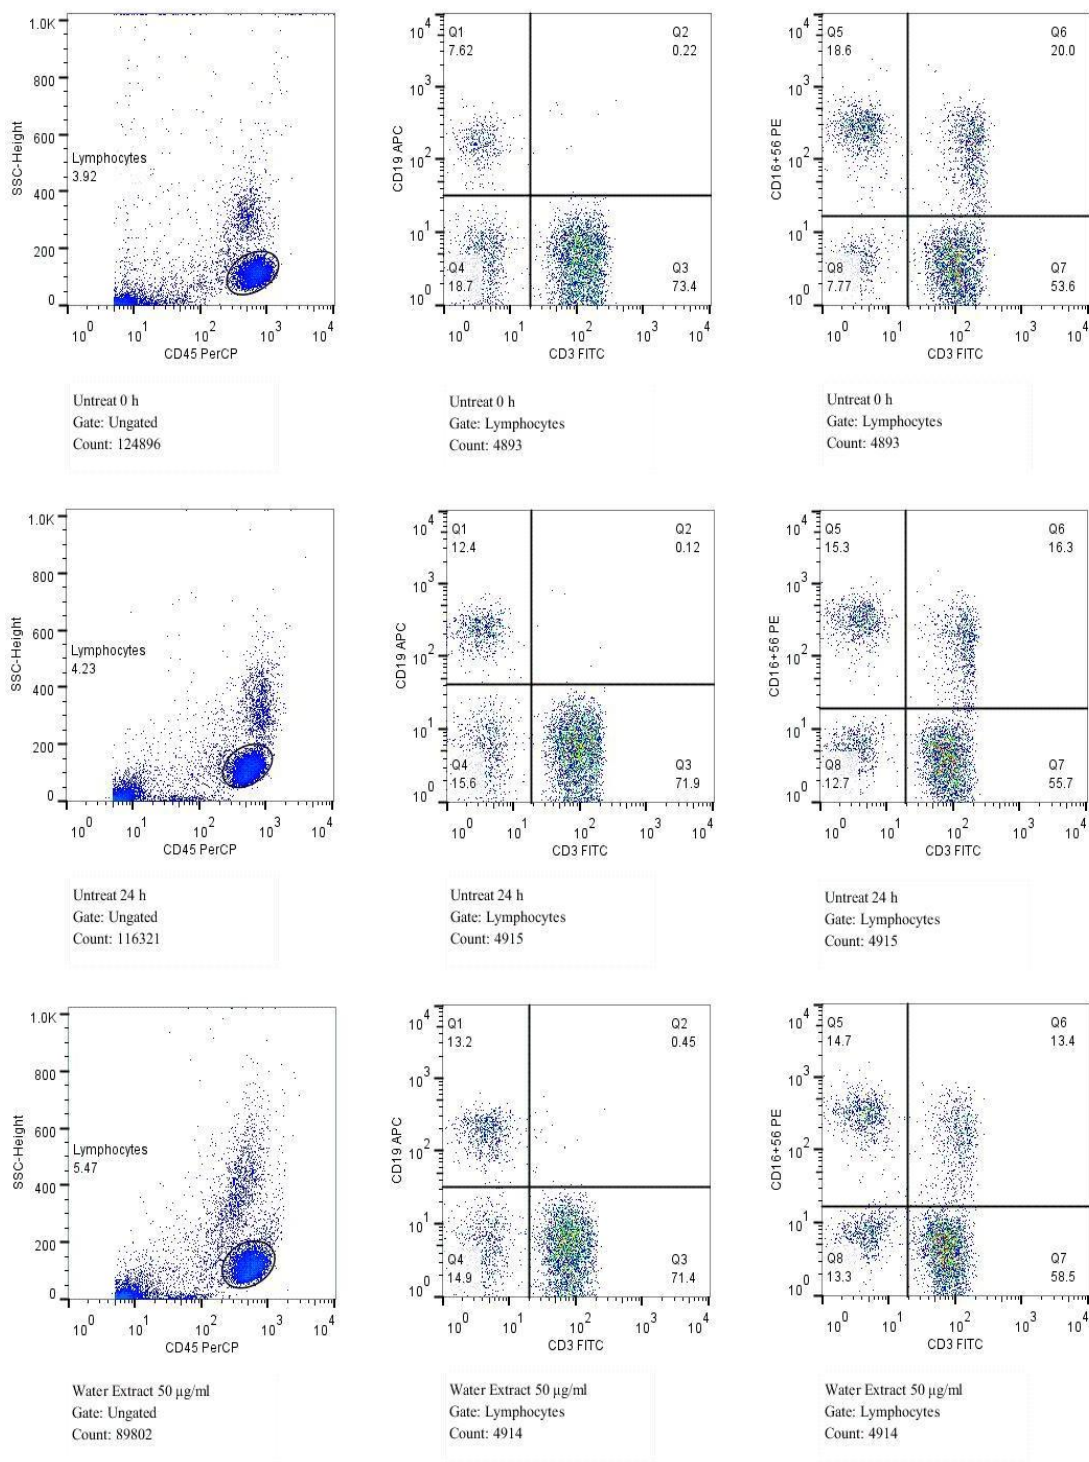 1.0K
800
600
400
200
0
SSC-Height
Lymphocytes
3.92
10^0 10^1 10^2 10^3 10^4
CD45 PerCP
10^4
10^3
10^2
10^1
10^0
CD19 APC
Q1 Q2
7.62 0.22
Q4 Q3
18.7 73.4
10^0 10^1 10^2 10^3 10^4
CD3 FITC
10^4
10^3
10^2
10^1
10^0
CD16+56 PE
Q5 Q6
18.6 20.0
Q8 Q7
7.77 53.6
10^0 10^1 10^2 10^3 10^4
CD3 FITC
Untreat 0 h
Gate: Ungated
Count: 124896
Untreat 0 h
Gate: Lymphocytes
Count: 4893
Untreat 0 h
Gate: Lymphocytes
Count: 4893
1.0K
800
600
400
200
0
SSC-Height
Lymphocytes
4.23
10^0 10^1 10^2 10^3 10^4
CD45 PerCP
10^4
10^3
10^2
10^1
10^0
CD19 APC
Q1 Q2
12.4 0.12
Q4 Q3
15.6 71.9
10^0 10^1 10^2 10^3 10^4
CD3 FITC
10^4
10^3
10^2
10^1
10^0
CD16+56 PE
Q5 Q6
15.3 16.3
Q8 Q7
12.7 55.7
10^0 10^1 10^2 10^3 10^4
CD3 FITC
Untreat 24 h
Gate: Ungated
Count: 116321
Untreat 24 h
Gate: Lymphocytes
Count: 4915
Untreat 24 h
Gate: Lymphocytes
Count: 4915
1.0K
800
600
400
200
0
SSC-Height
Lymphocytes
5.47
10^0 10^1 10^2 10^3 10^4
CD45 PerCP
10^4
10^3
10^2
10^1
10^0
CD19 APC
Q1 Q2
13.2 0.45
Q4 Q3
14.9 71.4
10^0 10^1 10^2 10^3 10^4
CD3 FITC
10^4
10^3
10^2
10^1
10^0
CD16+56 PE
Q5 Q6
14.7 13.4
Q8 Q7
13.3 58.5
10^0 10^1 10^2 10^3 10^4
CD3 FITC
Water Extract 50 µg/ml
Gate: Ungated
Count: 89802
Water Extract 50 µg/ml
Gate: Lymphocytes
Count: 4914
Water Extract 50 µg/ml
Gate: Lymphocytes
Count: 4914